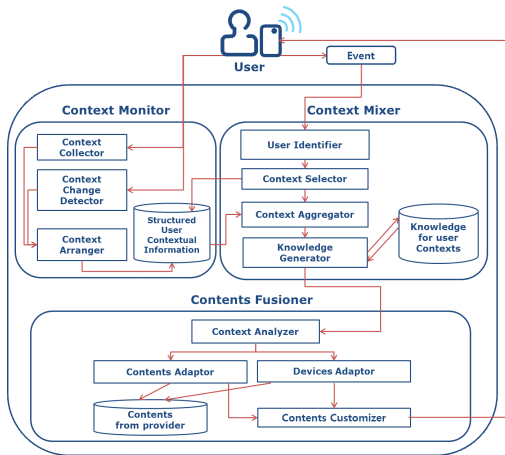 User
Event
Context Monitor
Context Mixer
Context
Collector
Context
Change
Detector
Context
Arranger
Structured
User
Contextual
Information
User Identifier
Context Selector
Context Aggregator
Knowledge
Generator
Knowledge
for user
Contexts
Contents Fusioner
Context Analyzer
Contents Adaptor
Devices Adaptor
Contents
from provider
Contents Customizer